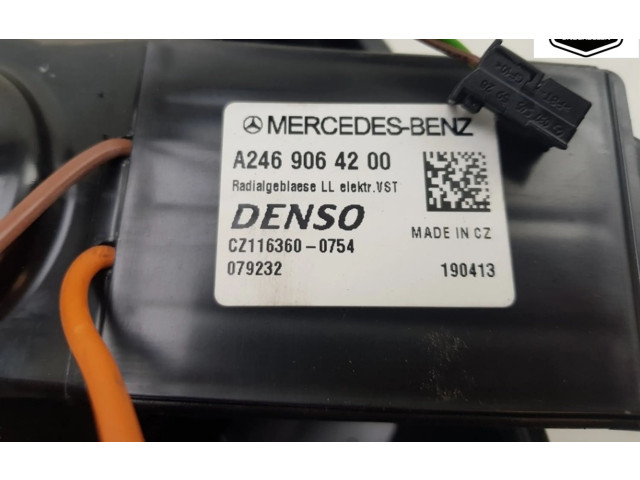 MERCEDES-BENZ
A246 906 42 00
Radialgeblaese LL elektr.VST
DENSO
MADE IN CZ
CZ116360-0754
079232 190413